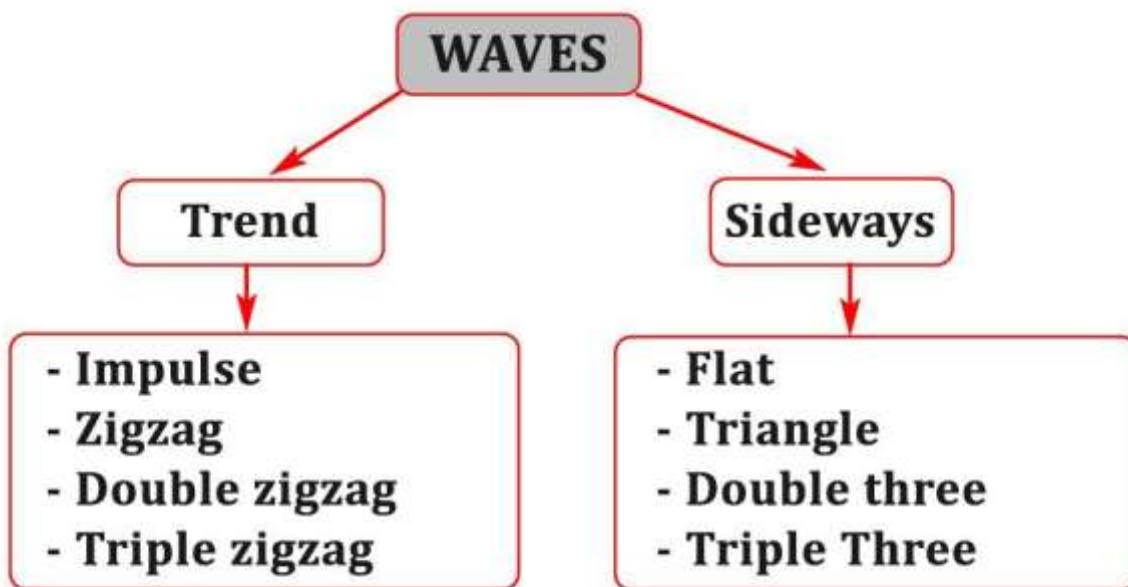 WAVES
Trend
Sideways
- Impulse
- Zigzag
- Double zigzag
- Triple zigzag
- Flat
- Triangle
- Double three
- Triple Three